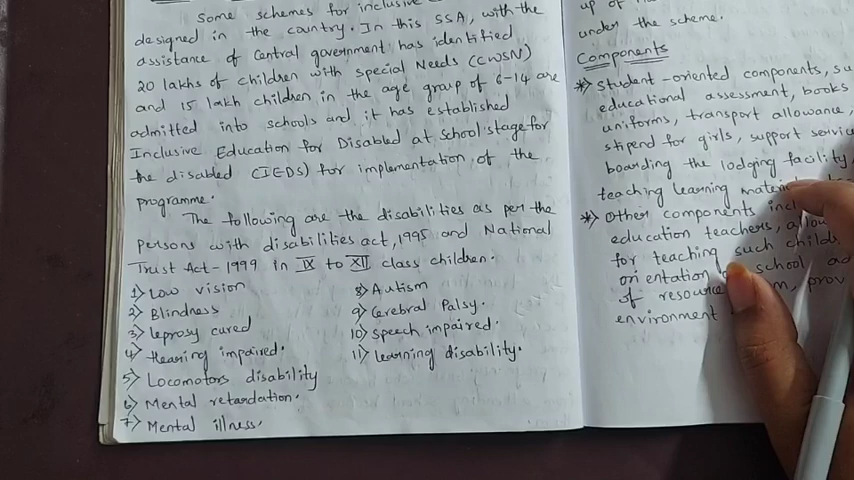 Some schemes for inclusive
designed in the country. In this SSA, with the
assistance of Central government has identified
20 lakhs of children with special Needs (CWSN)
and 15 lakh children in the age group of 6-14 are
admitted into schools and it has established
Inclusive Education for Disabled at School stage for
the disabled (IEDS) for implementation of the
programme.
The following are the disabilities as per the
persons with disabilities act, 1995 and National
Trust Act - 1999 in IX to XII class children.
1) Low vision
2) Blindness
3) leprosy cured
4) Hearing impaired.
5) Locomotors disability
6) Mental retardation.
7) Mental illness.
8) Autism
9) Cerebral Palsy.
10) Speech impaired.
11) Learning disability.
up of
under the scheme.
Components
* Student-oriented components,
educational assessment, books
uniforms, transport allowance,
stipend for girls, support
boarding the lodging facility,
teaching learning
* Other components
education teachers,
for teaching such childs.
orientation school
of resource
environment